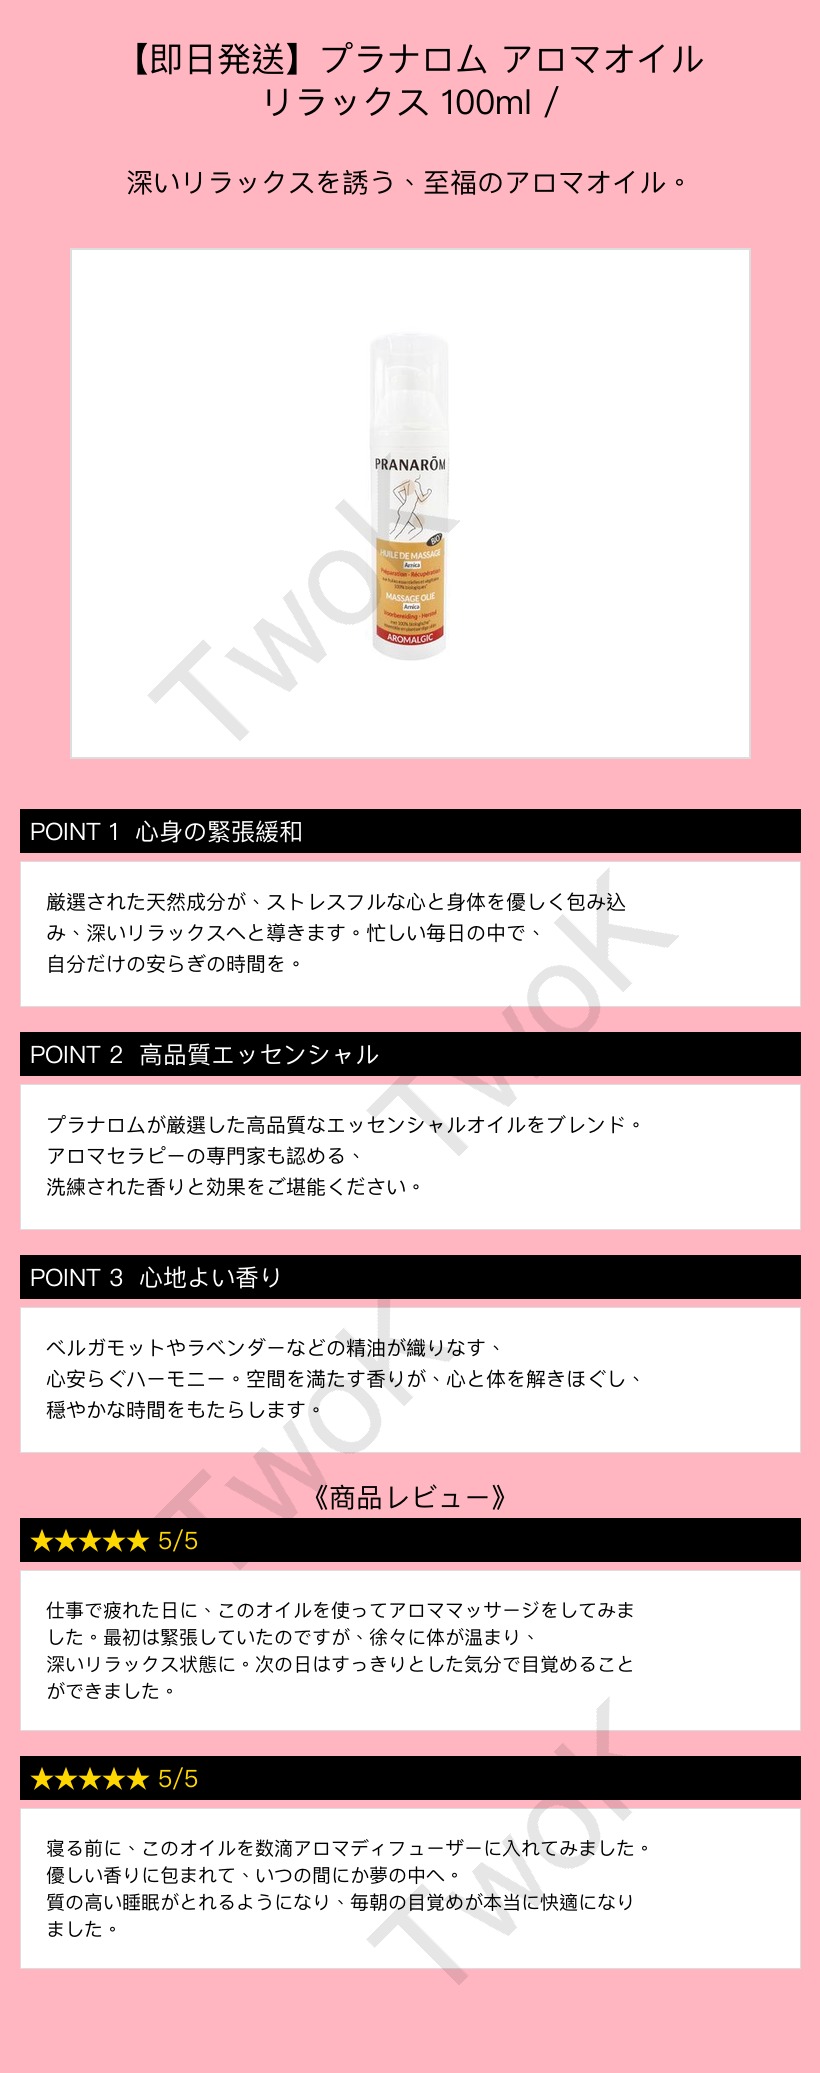 【即日発送】プラナロム アロマオイル
リラックス 100ml /
深いリラックスを誘う、至福のアロマオイル。
PRANARŌM
BIO
HUILE DE MASSAGE
Arnica
Préparation - Récupération
100% biologiques
MASSAGE OLIE
Arnica
Voorbereiding - Herstel
met 100% biologische
AROMALGIC
TwoK
POINT 1 心身の緊張緩和
厳選された天然成分が、ストレスフルな心と身体を優しく包み込
み、深いリラックスへと導きます。忙しい毎日の中で、
自分だけの安らぎの時間を。
TwoK
POINT 2 高品質エッセンシャル
プラナロムが厳選した高品質なエッセンシャルオイルをブレンド。
アロマセラピーの専門家も認める、
洗練された香りと効果をご堪能ください。
POINT 3 心地よい香り
ベルガモットやラベンダーなどの精油が織りなす、
心安らぐハーモニー。空間を満たす香りが、心と体を解きほぐし、
穏やかな時間をもたらします。
TwoK
《商品レビュー》
★★★★★ 5/5
仕事で疲れた日に、このオイルを使ってアロママッサージをしてみま
した。最初は緊張していたのですが、徐々に体が温まり、
深いリラックス状態に。次の日はすっきりとした気分で目覚めること
ができました。
★★★★★ 5/5
寝る前に、このオイルを数滴アロマディフューザーに入れてみました。
優しい香りに包まれて、いつの間にか夢の中へ。
質の高い睡眠がとれるようになり、毎朝の目覚めが本当に快適になり
ました。
TwoK